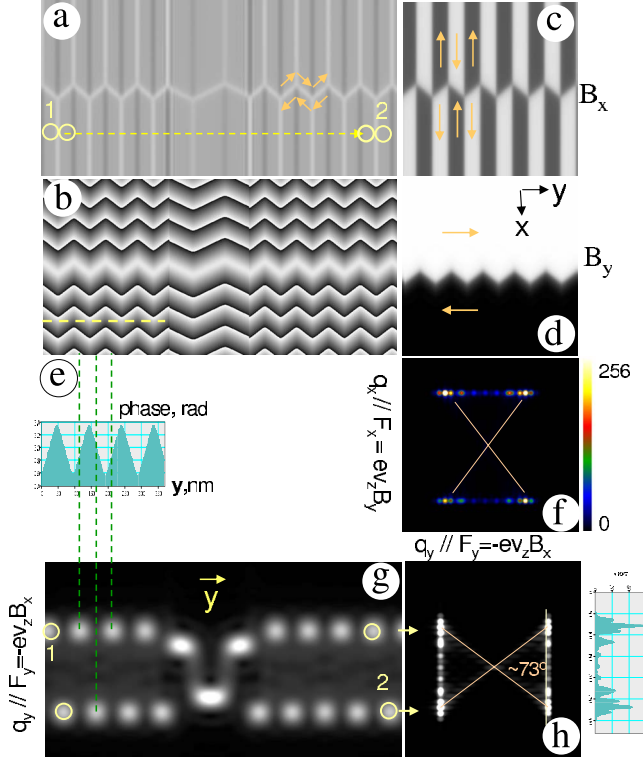 a
c
1
2
B_x
b
y
x
B_y
d
e
256
phase, rad
y,nm
q_x // F_x = ev_zB_y
f
0
q_y // F_y=-ev_zB_x
g
y
q_y // F_y=-ev_zB_x
1
2
~73º
h